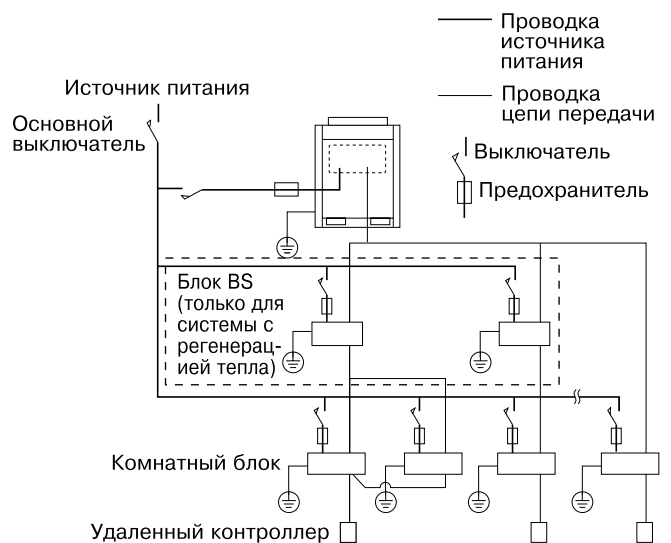 Проводка
источника
питания
Источник питания
Проводка
цепи передачи
Основной
выключатель
Выключатель
Предохранитель
Блок BS
(только для
системы с
регенерац-
ией тепла)
Комнатный блок
Удаленный контроллер